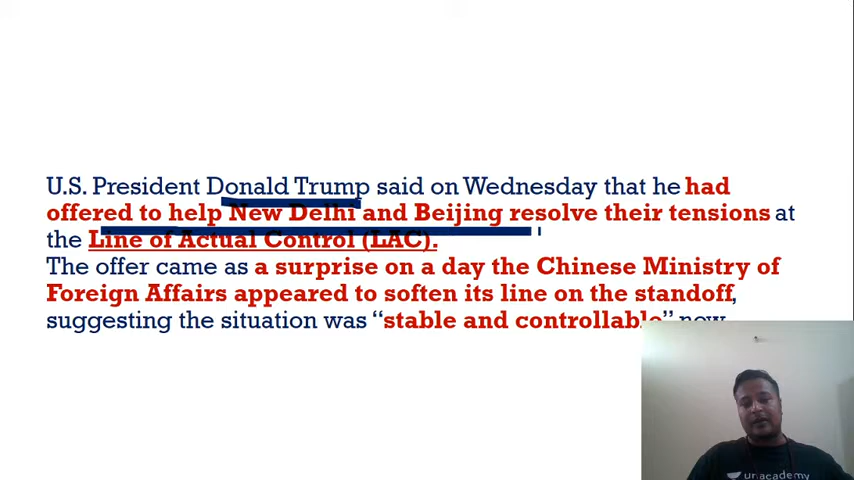 U.S. President Donald Trump said on Wednesday that he had
offered to help New Delhi and Beijing resolve their tensions at
the Line of Actual Control (LAC).
The offer came as a surprise on a day the Chinese Ministry of
Foreign Affairs appeared to soften its line on the standoff,
suggesting the situation was “stable and controllable” now
unacademy